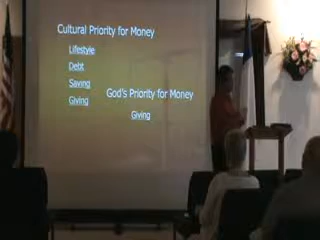 Cultural Priority for Money
Lifestyle
Debt
Saving
Giving
God's Priority for Money
Giving